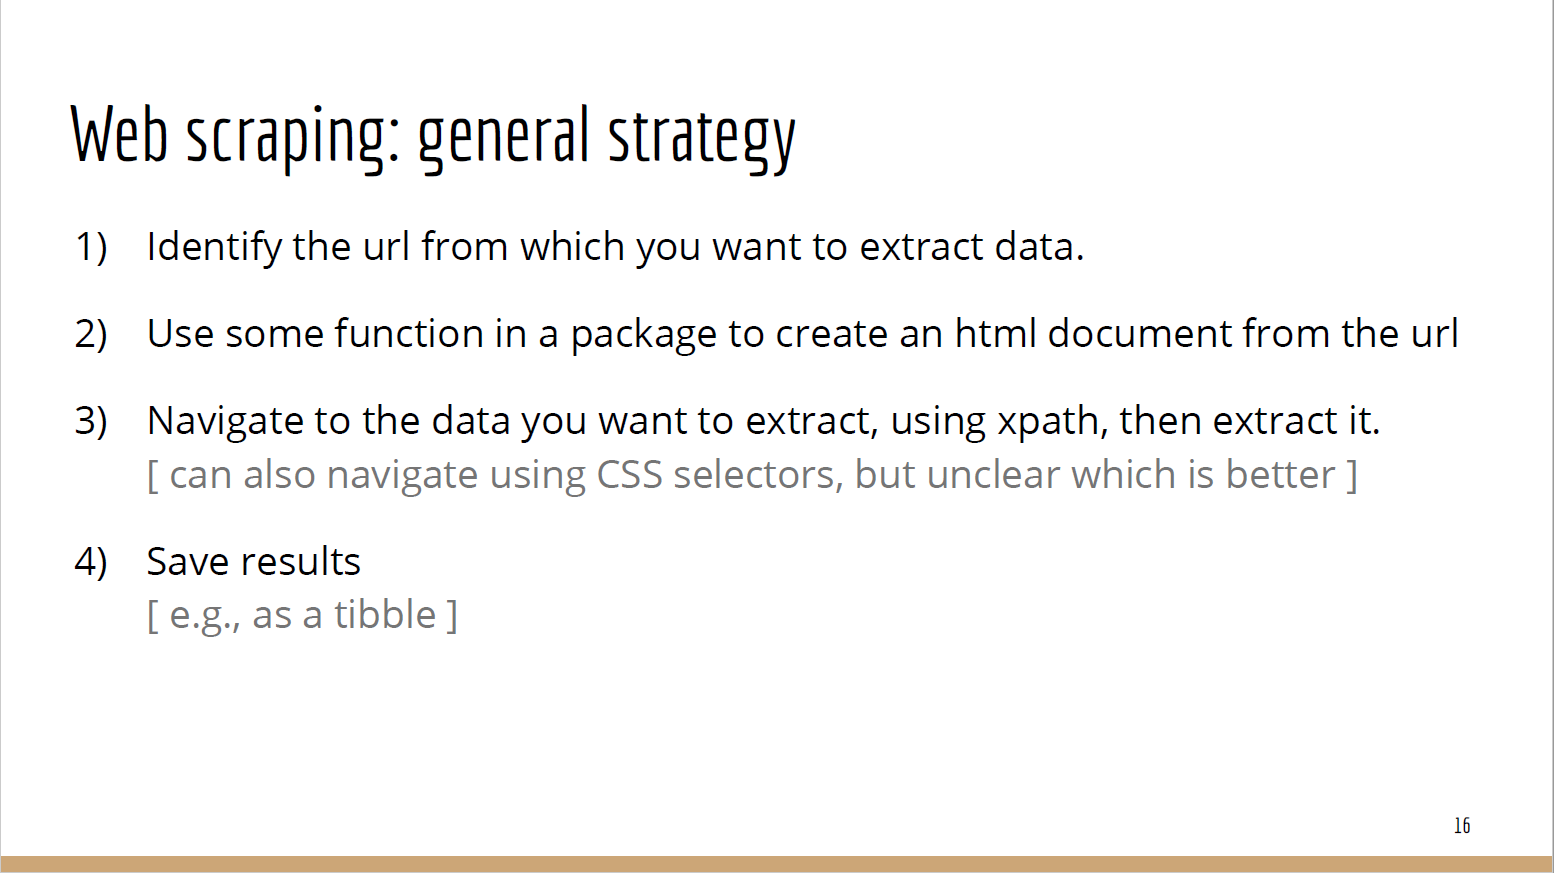 Web scraping: general strategy
1) Identify the url from which you want to extract data.
2) Use some function in a package to create an html document from the url
3) Navigate to the data you want to extract, using xpath, then extract it.
[ can also navigate using CSS selectors, but unclear which is better ]
4) Save results
[ e.g., as a tibble ]
16